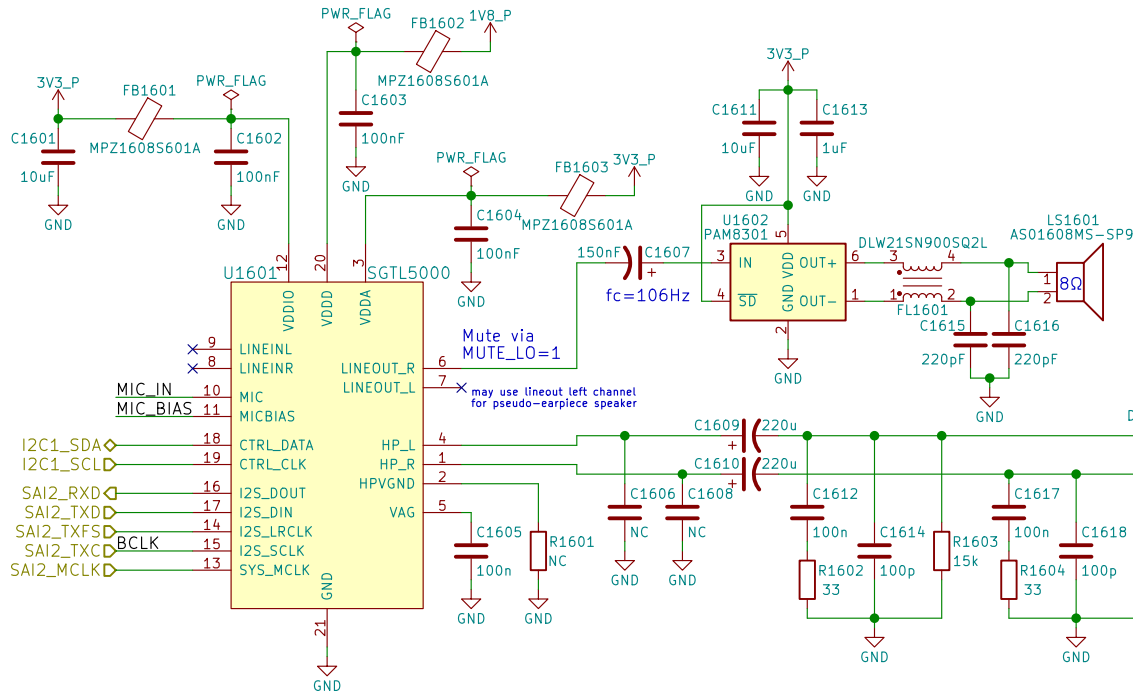 PWR_FLAG
FB1602
1V8_P
MPZ1608S601A
C1603
100nF
GND
3V3_P
FB1601
PWR_FLAG
C1601
10uF
MPZ1608S601A
C1602
100nF
GND
GND
PWR_FLAG
FB1603
3V3_P
C1604
100nF
MPZ1608S601A
GND
3V3_P
C1611
10uF
C1613
1uF
GND
GND
U1602
PAM8301
5
3 IN
VDD
OUT+ 6
4 SD
GND
OUT- 1
2
GND
150nF
C1607
+
fc=106Hz
DLW21SN900SQ2L
3
4
1
2
FL1601
LS1601
AS01608MS-SP9
1
2
8Ω
C1615
220pF
C1616
220pF
GND
U1601
SGTL5000
12
20
3
VDDIO
VDDD
VDDA
9 LINEINL
8 LINEINR
MIC_IN 10 MIC
MIC_BIAS 11 MICBIAS
I2C1_SDA 18 CTRL_DATA
I2C1_SCL 19 CTRL_CLK
SAI2_RXD 16 I2S_DOUT
SAI2_TXD 17 I2S_DIN
SAI2_TXFS 14 I2S_LRCLK
SAI2_TXC BCLK 15 I2S_SCLK
SAI2_MCLK 13 SYS_MCLK
GND
21
GND
Mute via
MUTE_LO=1
LINEOUT_R 6
LINEOUT_L 7
may use lineout left channel
for pseudo-earpiece speaker
HP_L 4
HP_R 1
HPVGND 2
VAG 5
C1605
100n
GND
R1601
NC
GND
C1606
NC
GND
C1608
NC
GND
C1609
+
220u
C1610
+
220u
C1612
100n
R1602
33
C1614
100p
R1603
15k
GND
C1617
100n
R1604
33
C1618
100p
GND